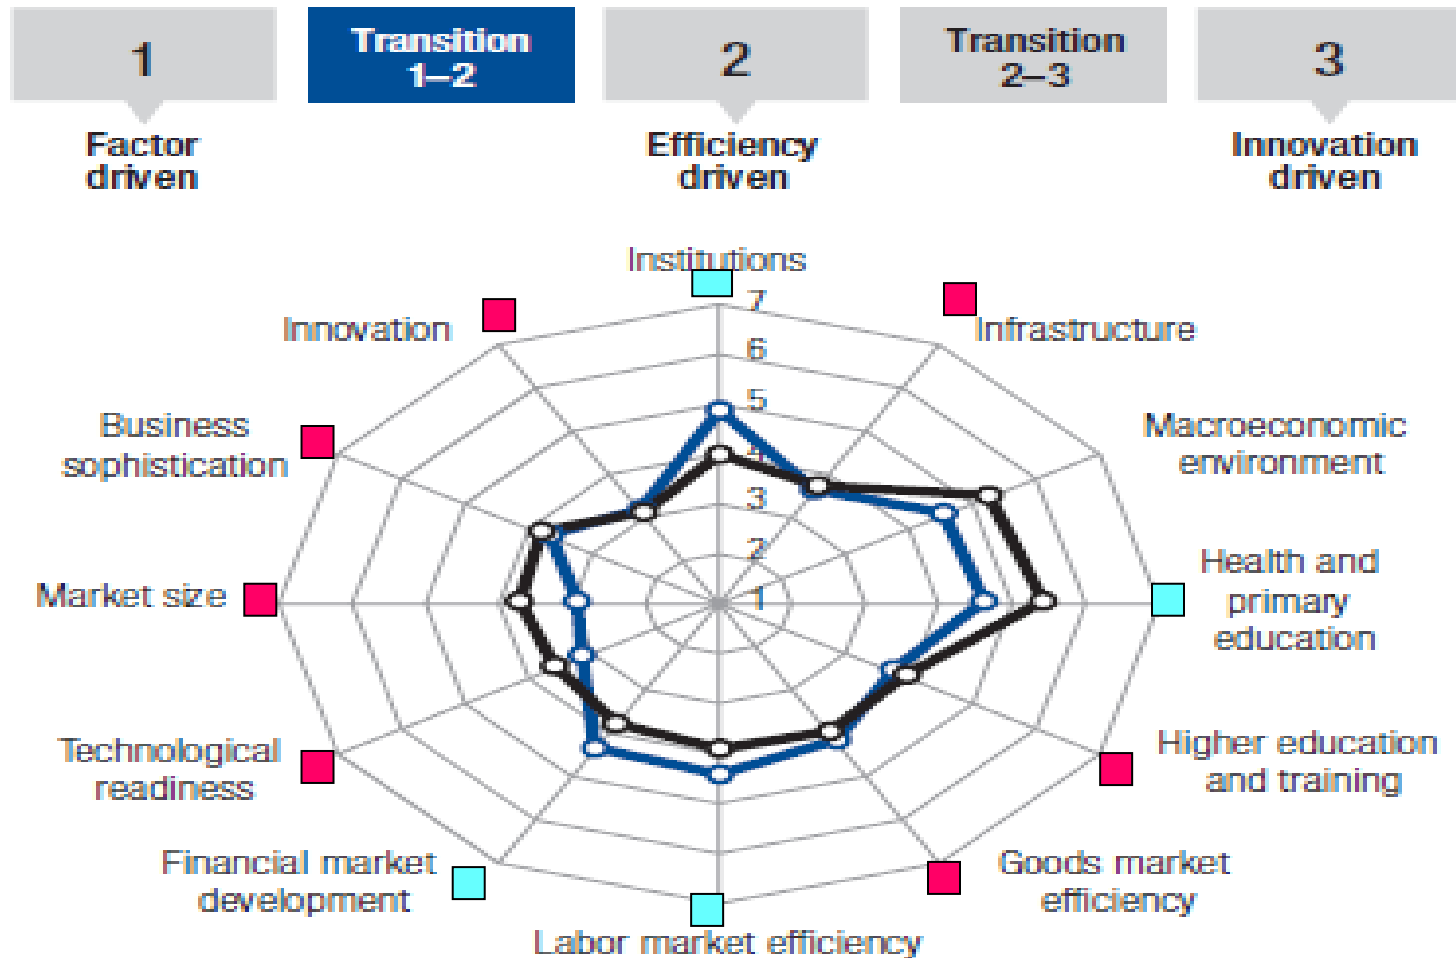 1
Transition
1–2
2
Transition
2–3
3
Factor
driven
Efficiency
driven
Innovation
driven
Institutions
7
Innovation
Infrastructure
6
5
Business
sophistication
Macroeconomic
environment
4
3
2
Market size
1
Health and
primary
education
Technological
readiness
Higher education
and training
Financial market
development
Goods market
efficiency
Labor market efficiency